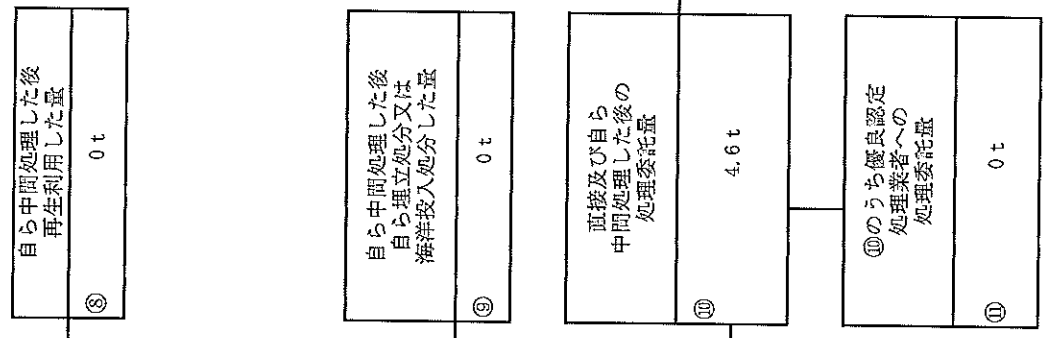 自ら中間処理した後
再生利用した量
⑧
0 t
自ら中間処理した後
自ら埋立処分又は
海洋投入処分した量
⑨
0 t
直接及び自ら
中間処理した後の
処理委託量
⑩
4.6 t
⑩のうち優良認定
処理業者への
処理委託量
⑪
0 t